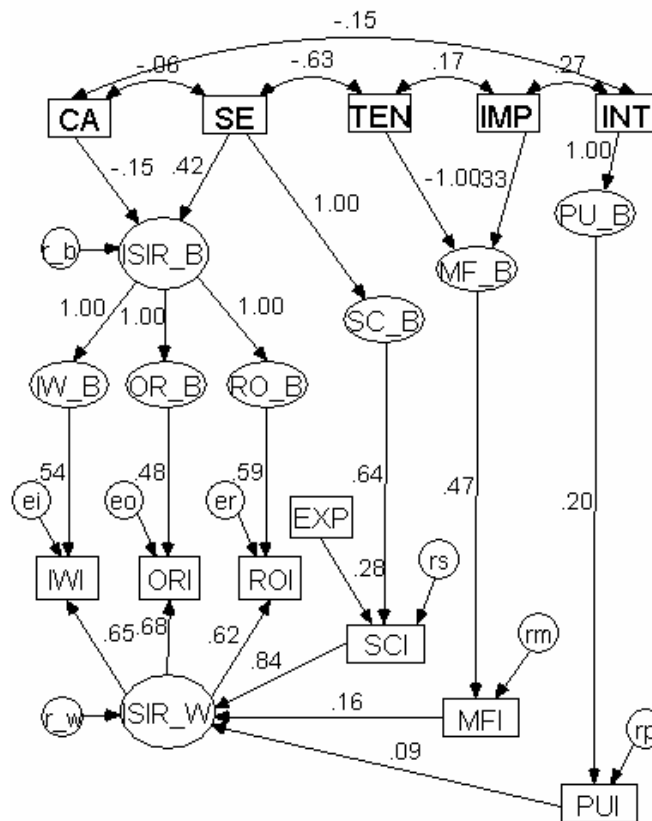 -.15
-.06 -.63 .17 .27
CA SE TEN IMP INT
-.15 .42 1.00 -1.00 .33 1.00
r_b ISIR_B MF_B PU_B
1.00 1.00 1.00 SC_B
IW_B OR_B RO_B
.54 .48 .59 .64 .47 .20
ei eo er EXP
.28 rs
IWI ORI ROI
.65 .68 .62 SCI rm
.84
r_w ISIR_W .16 MFI
.09 rp
PUI